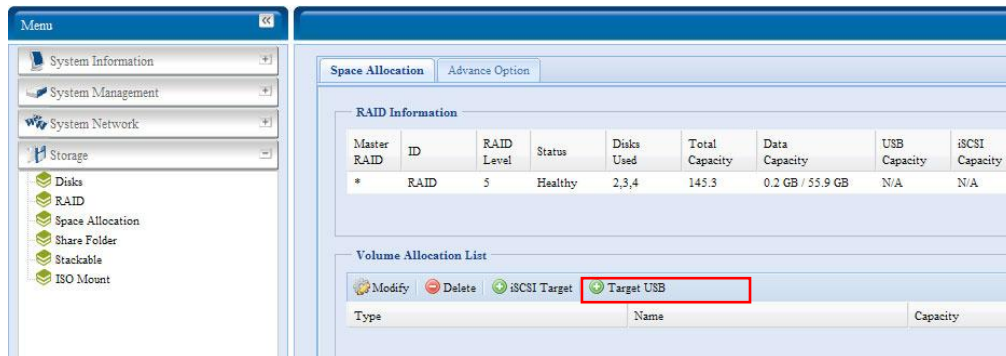 Menu
System Information
System Management
System Network
Storage
Disks
RAID
Space Allocation
Share Folder
Stackable
ISO Mount
Space Allocation Advance Option
RAID Information
Master RAID ID RAID Level Status Disks Used Total Capacity Data Capacity USB Capacity iSCSI Capacity
* RAID 5 Healthy 2,3,4 145.3 0.2 GB / 55.9 GB N/A N/A
Volume Allocation List
Modify Delete iSCSI Target Target USB
Type Name Capacity